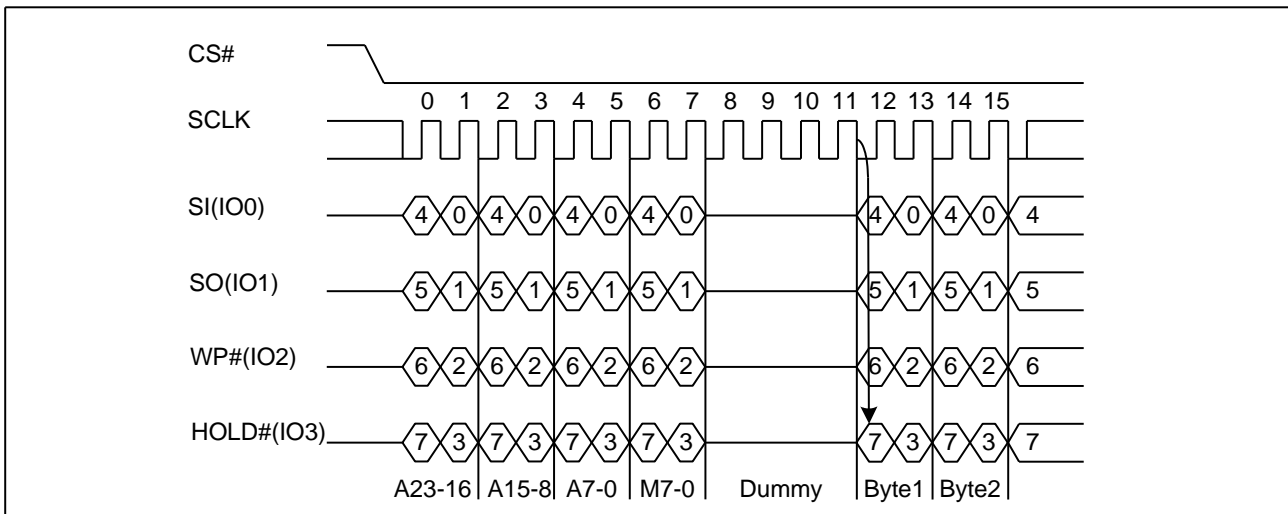 CS#
0 1 2 3 4 5 6 7 8 9 10 11 12 13 14 15
SCLK
SI(IO0) 4 0 4 0 4 0 4 0 4 0 4 0 4
SO(IO1) 5 1 5 1 5 1 5 1 5 1 5 1 5
WP#(IO2) 6 2 6 2 6 2 6 2 6 2 6 2 6
HOLD#(IO3) 7 3 7 3 7 3 7 3 7 3 7 3 7
A23-16 A15-8 A7-0 M7-0 Dummy Byte1 Byte2